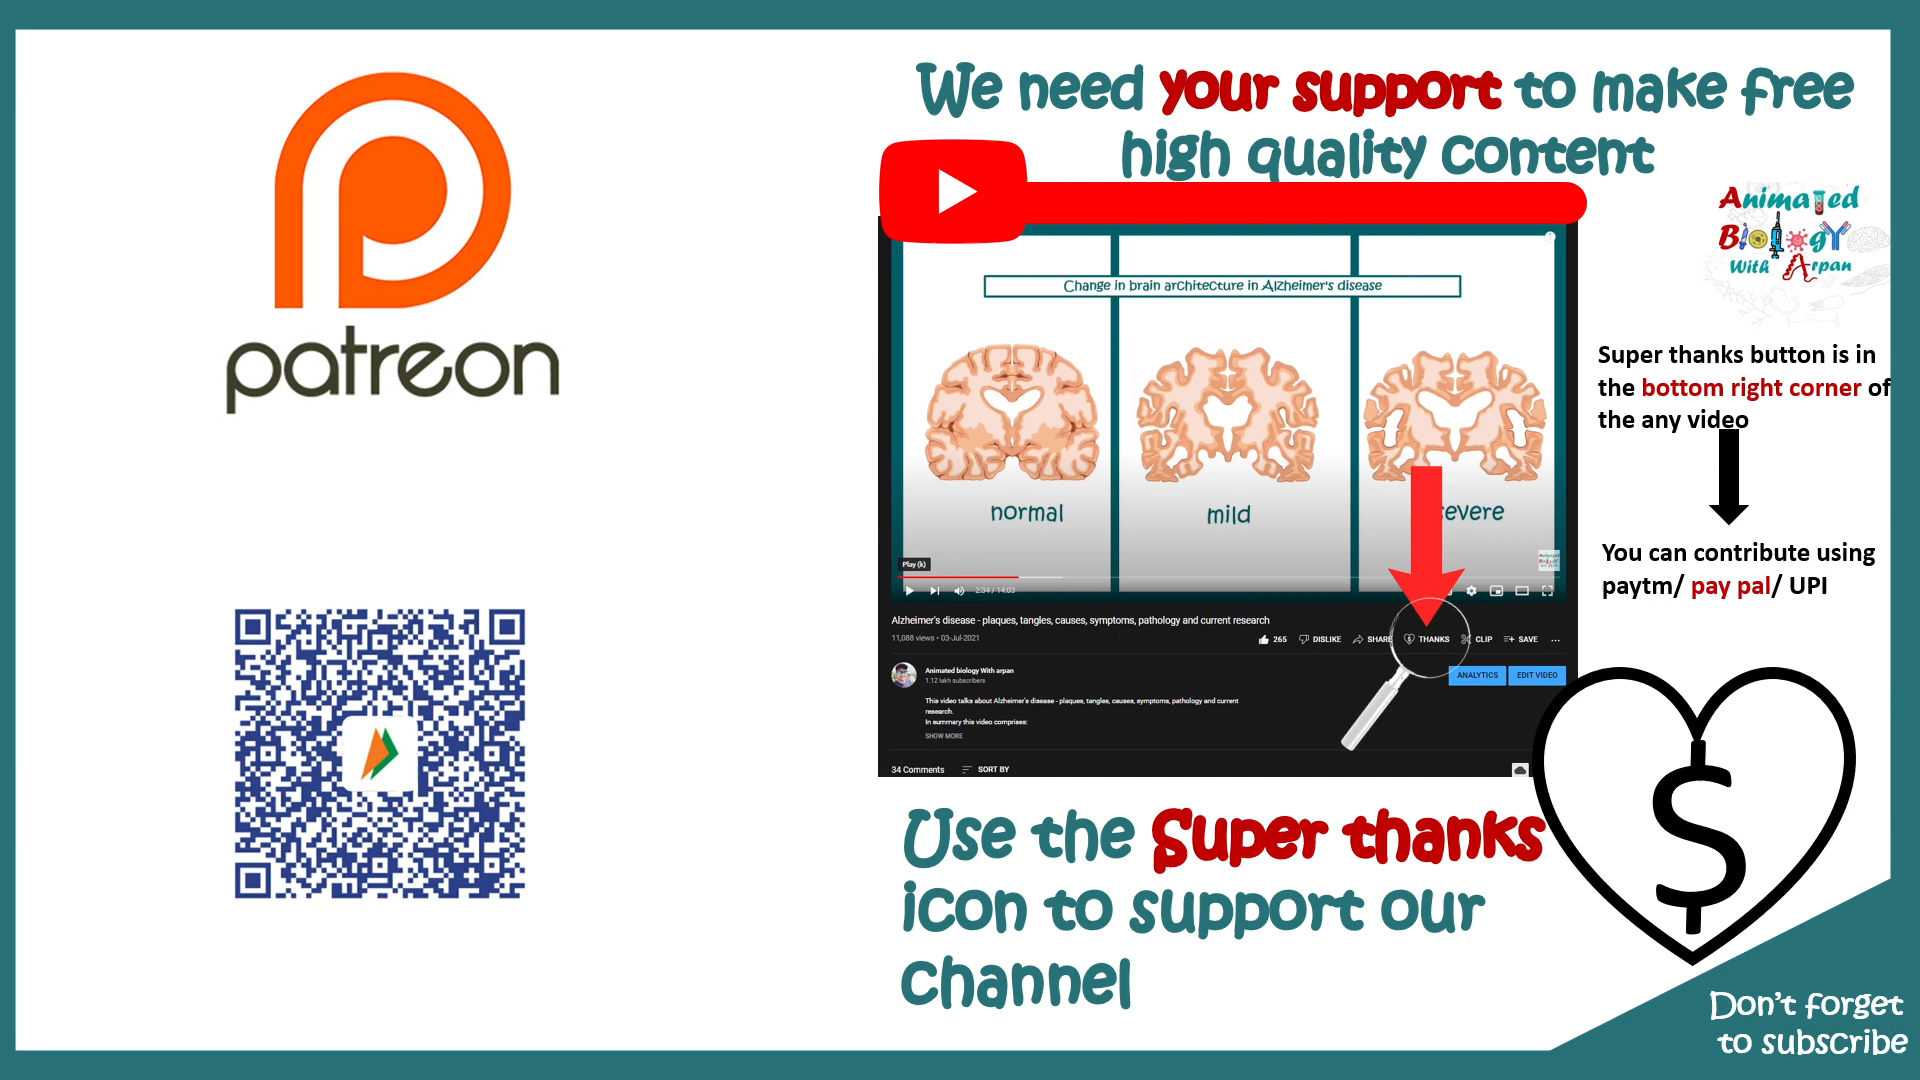 patreon
We need your support to make free
high quality content
Animated
Biology
With Arpan
Change in brain architecture in Alzheimer's disease
normal
mild
severe
Play (k)
2:34 / 14:03
Alzheimer's disease - plaques, tangles, causes, symptoms, pathology and current research
11,088 views • 03-Jul-2021
265 DISLIKE SHARE THANKS CLIP SAVE ...
Animated biology With arpan
1.12 lakh subscribers
ANALYTICS EDIT VIDEO
This video talks about Alzheimer's disease - plaques, tangles, causes, symptoms, pathology and current
research.
In summary this video comprises:
SHOW MORE
34 Comments SORT BY
Super thanks button is in
the bottom right corner of
the any video
You can contribute using
paytm/ pay pal/ UPI
$
Use the Super thanks
icon to support our
channel
Don't forget
to subscribe